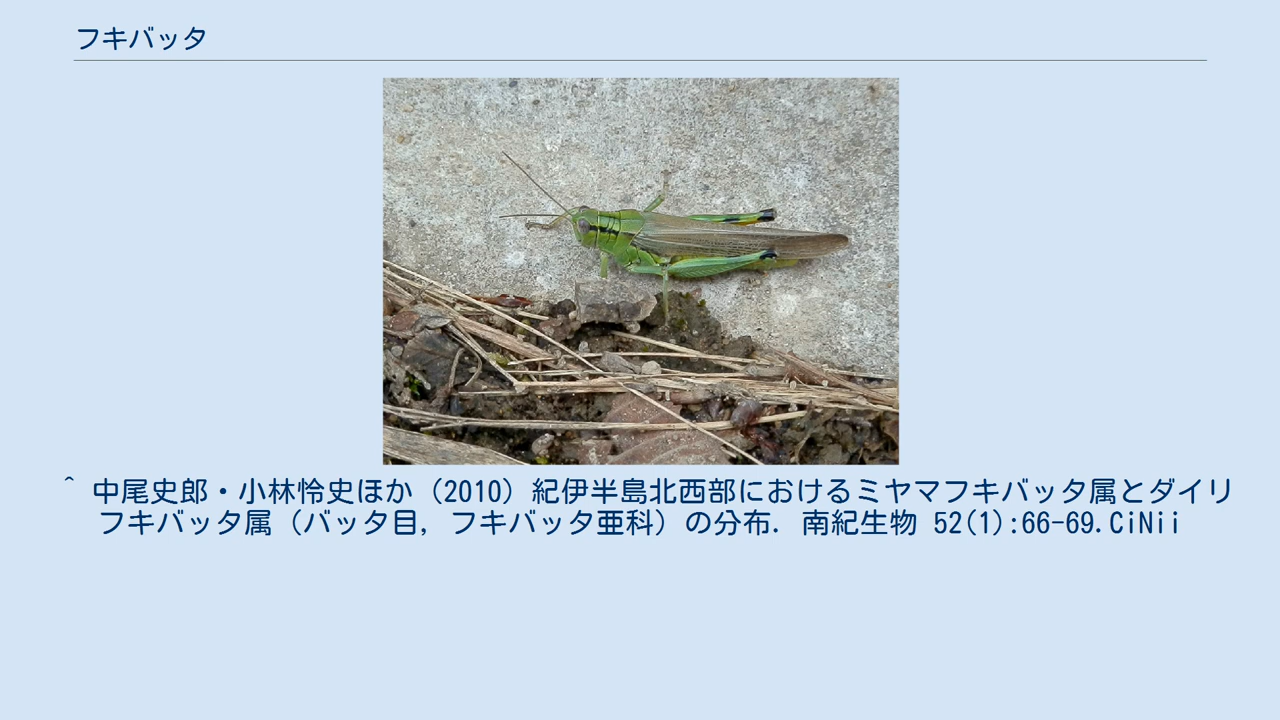 フキバッタ
^ 中尾史郎・小林怜史ほか（2010）紀伊半島北西部におけるミヤマフキバッタ属とダイリ
フキバッタ属（バッタ目，フキバッタ亜科）の分布． 南紀生物 52(1):66-69.CiNii